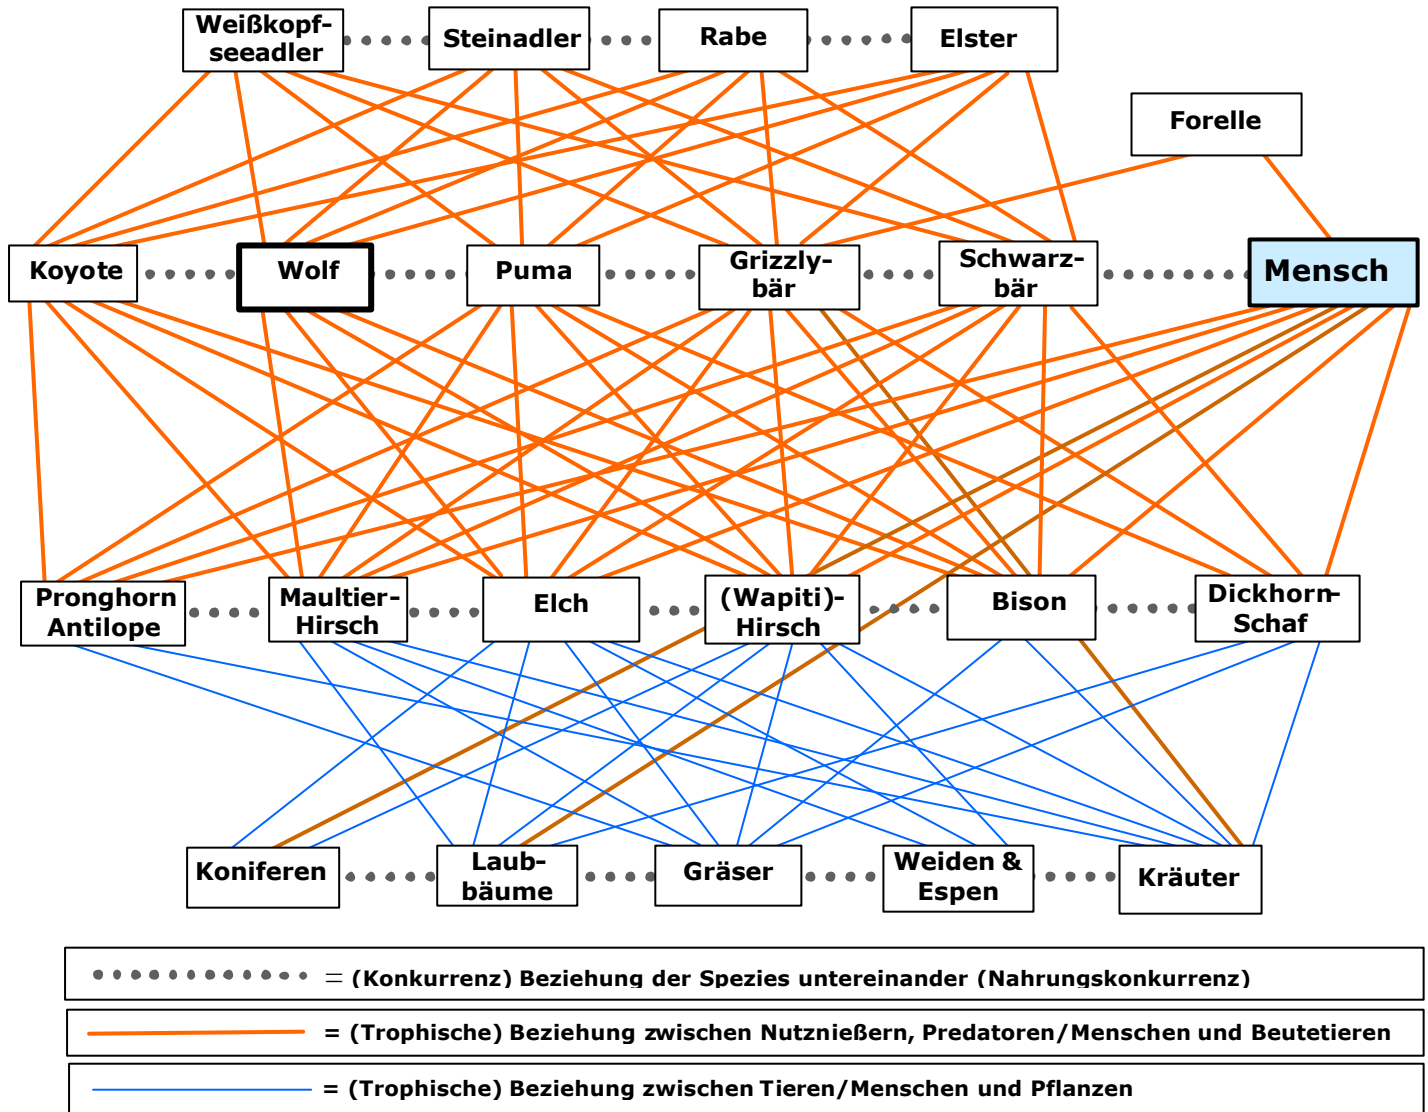 Weißkopf-
seeadler
Steinadler
Rabe
Elster
Forelle
Koyote
Wolf
Puma
Grizzly-
bär
Schwarz-
bär
Mensch
Pronghorn
Antilope
Maultier-
Hirsch
Elch
(Wapiti)-
Hirsch
Bison
Dickhorn-
Schaf
Koniferen
Laub-
bäume
Gräser
Weiden &
Espen
Kräuter
= (Konkurrenz) Beziehung der Spezies untereinander (Nahrungskonkurrenz)
= (Trophische) Beziehung zwischen Nutznießern, Predatoren/Menschen und Beutetieren
= (Trophische) Beziehung zwischen Tieren/Menschen und Pflanzen